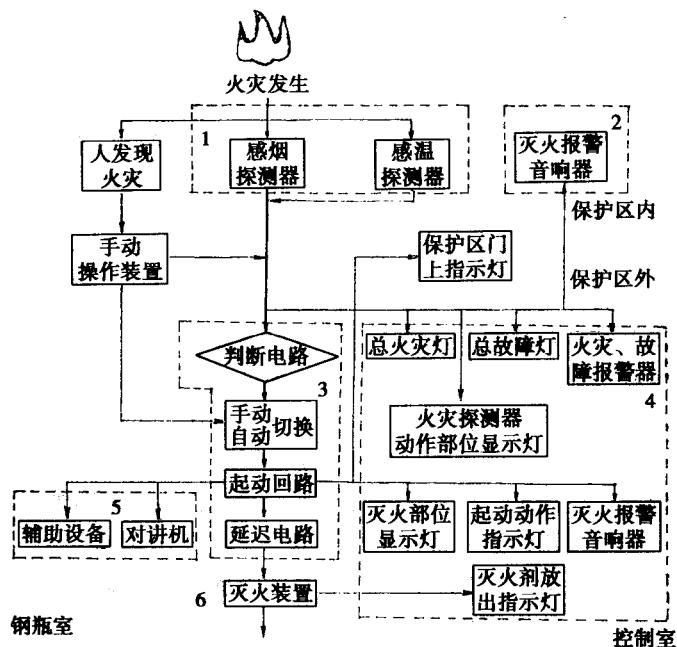 火灾发生
1
2
人发现
火灾
感烟
探测器
感温
探测器
灭火报警
音响器
保护区内
手动
操作装置
保护区门
上指示灯
保护区外
判断电路
总火灾灯
总故障灯
火灾、故
障报警器
3
4
手动
自动
切换
火灾探测器
动作部位显示灯
起动回路
5
辅助设备
对讲机
延迟电路
灭火部位
显示灯
起动动作
指示灯
灭火报警
音响器
6
灭火装置
灭火剂放
出指示灯
钢瓶室
控制室